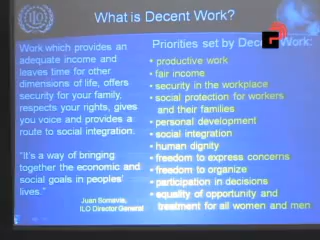 What is Decent Work?
Work which provides an
adequate income and
leaves time for other
dimensions of life, offers
security for your family,
respects your rights, gives
you voice and provides a
route to social integration.
"It's a way of bringing
together the economic and
social goals in peoples'
lives."
Juan Somavia,
ILO Director General
Priorities set by Decent Work:
• productive work
• fair income
• security in the workplace
• social protection for workers
and their families
• personal development
• social integration
• human dignity
• freedom to express concerns
• freedom to organize
• participation in decisions
• equality of opportunity and
treatment for all women and men